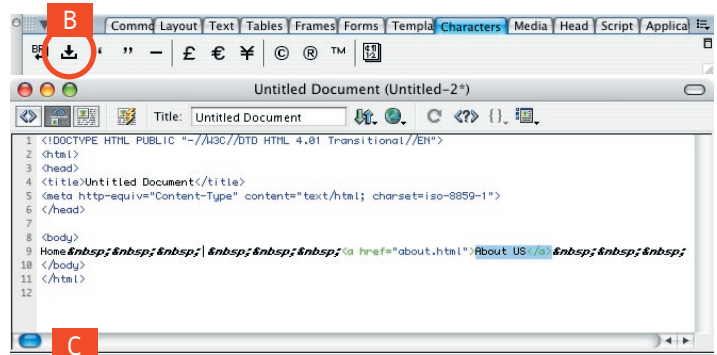 B
Commo Layout Text Tables Frames Forms Templa Characters Media Head Script Applica
BR ‘ ” — | £ € ¥ | © ® ™
Untitled Document (Untitled-2*)
Title: Untitled Document
1 <!DOCTYPE HTML PUBLIC "-//W3C//DTD HTML 4.01 Transitional//EN">
2 <html>
3 <head>
4 <title>Untitled Document</title>
5 <meta http-equiv="Content-Type" content="text/html; charset=iso-8859-1">
6 </head>
7
8 <body>
9 Home&nbsp;&nbsp;&nbsp;| &nbsp;&nbsp;&nbsp;<a href="about.html">About US</a>&nbsp;&nbsp;&nbsp;
10 </body>
11 </html>
12
C